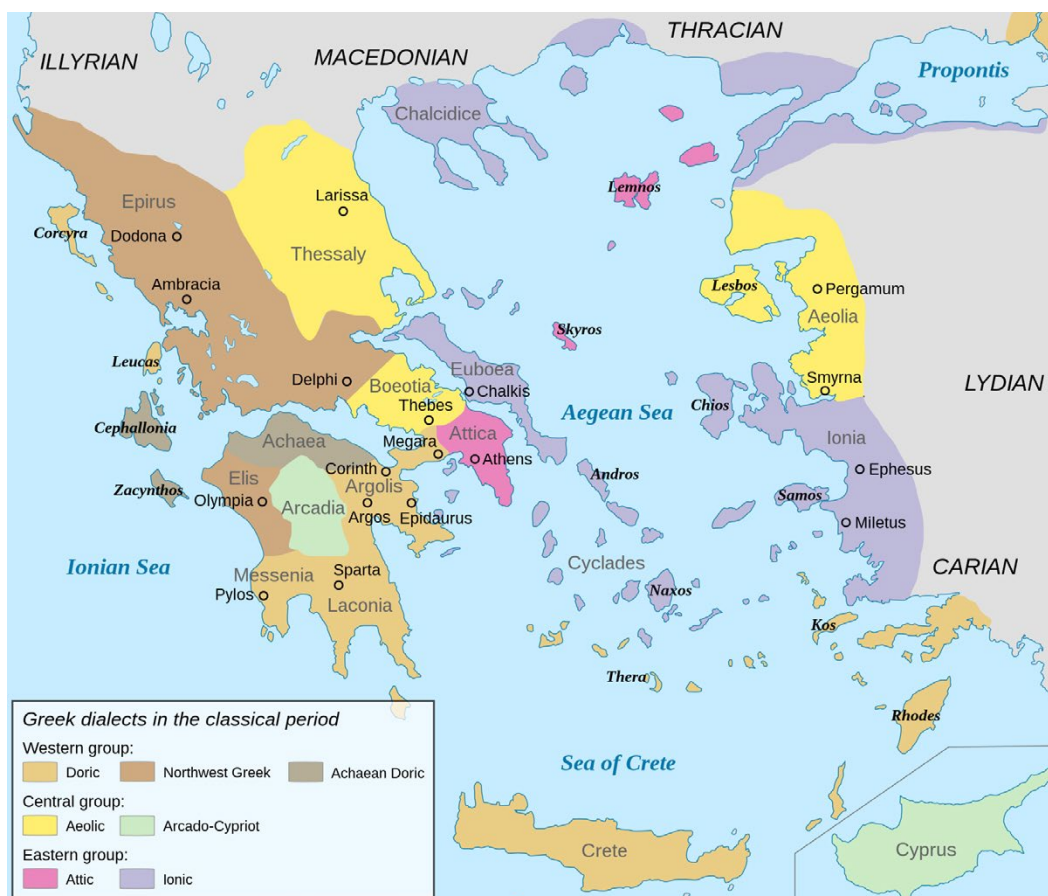 ILLYRIAN
MACEDONIAN
THRACIAN
Propontis
Chalcidice
Lemnos
Larissa
Epirus
Corcyra
Dodona
Thessaly
Ambracia
Lesbos
Pergamum
Aeolia
Skyros
Leucas
Delphi
Boeotia
Euboea
Chalkis
Smyrna
LYDIAN
Thebes
Aegean Sea
Chios
Cephallonia
Achaea
Megara
Attica
Ionia
Athens
Corinth
Ephesus
Elis
Andros
Zacynthos
Olympia
Arcadia
Argolis
Samos
Argos
Epidaurus
Miletus
Ionian Sea
Messenia
Sparta
Cyclades
CARIAN
Pylos
Laconia
Naxos
Kos
Thera
Rhodes
Sea of Crete
Crete
Cyprus
Greek dialects in the classical period
Western group:
Doric Northwest Greek Achaean Doric
Central group:
Aeolic Arcado-Cypriot
Eastern group:
Attic Ionic